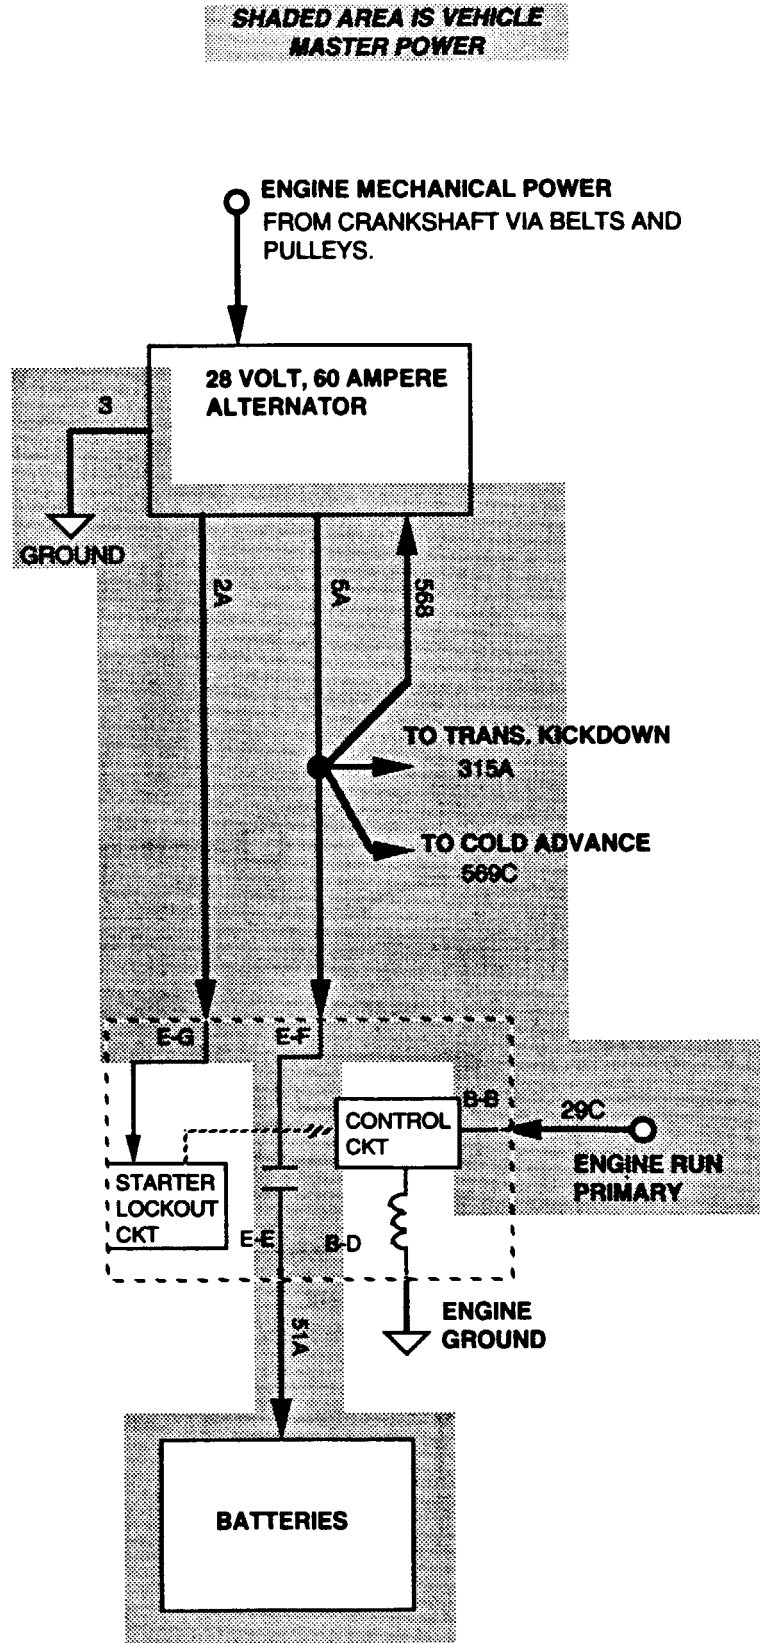 SHADED AREA IS VEHICLE
MASTER POWER
ENGINE MECHANICAL POWER
FROM CRANKSHAFT VIA BELTS AND
PULLEYS.
28 VOLT, 60 AMPERE
ALTERNATOR
3
GROUND
2A
5A
568
TO TRANS. KICKDOWN
315A
TO COLD ADVANCE
569C
E-G
E-F
B-B
29C
CONTROL
CKT
ENGINE RUN
PRIMARY
STARTER
LOCKOUT
CKT
E-E
B-D
ENGINE
GROUND
51A
BATTERIES